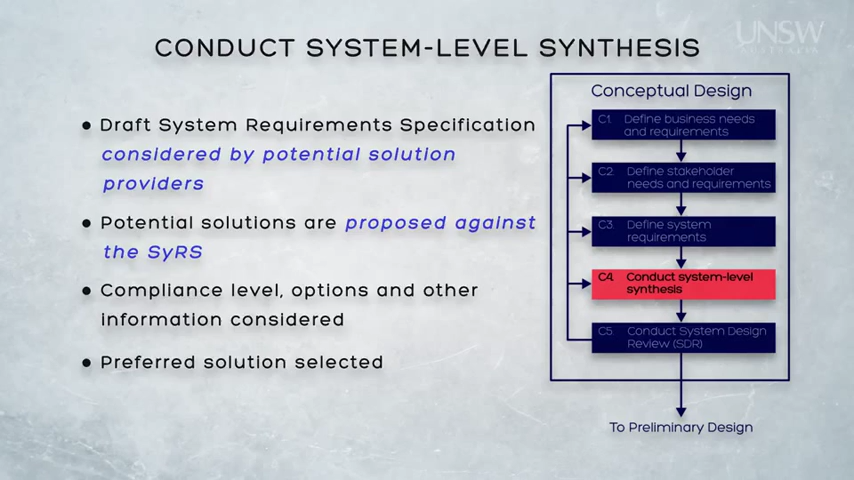 UNSW
AUSTRALIA
CONDUCT SYSTEM-LEVEL SYNTHESIS
● Draft System Requirements Specification
considered by potential solution
providers
● Potential solutions are proposed against
the SyRS
● Compliance level, options and other
information considered
● Preferred solution selected
Conceptual Design
C1. Define business needs
and requirements
C2. Define stakeholder
needs and requirements
C3. Define system
requirements
C4. Conduct system-level
synthesis
C5. Conduct System Design
Review (SDR)
To Preliminary Design